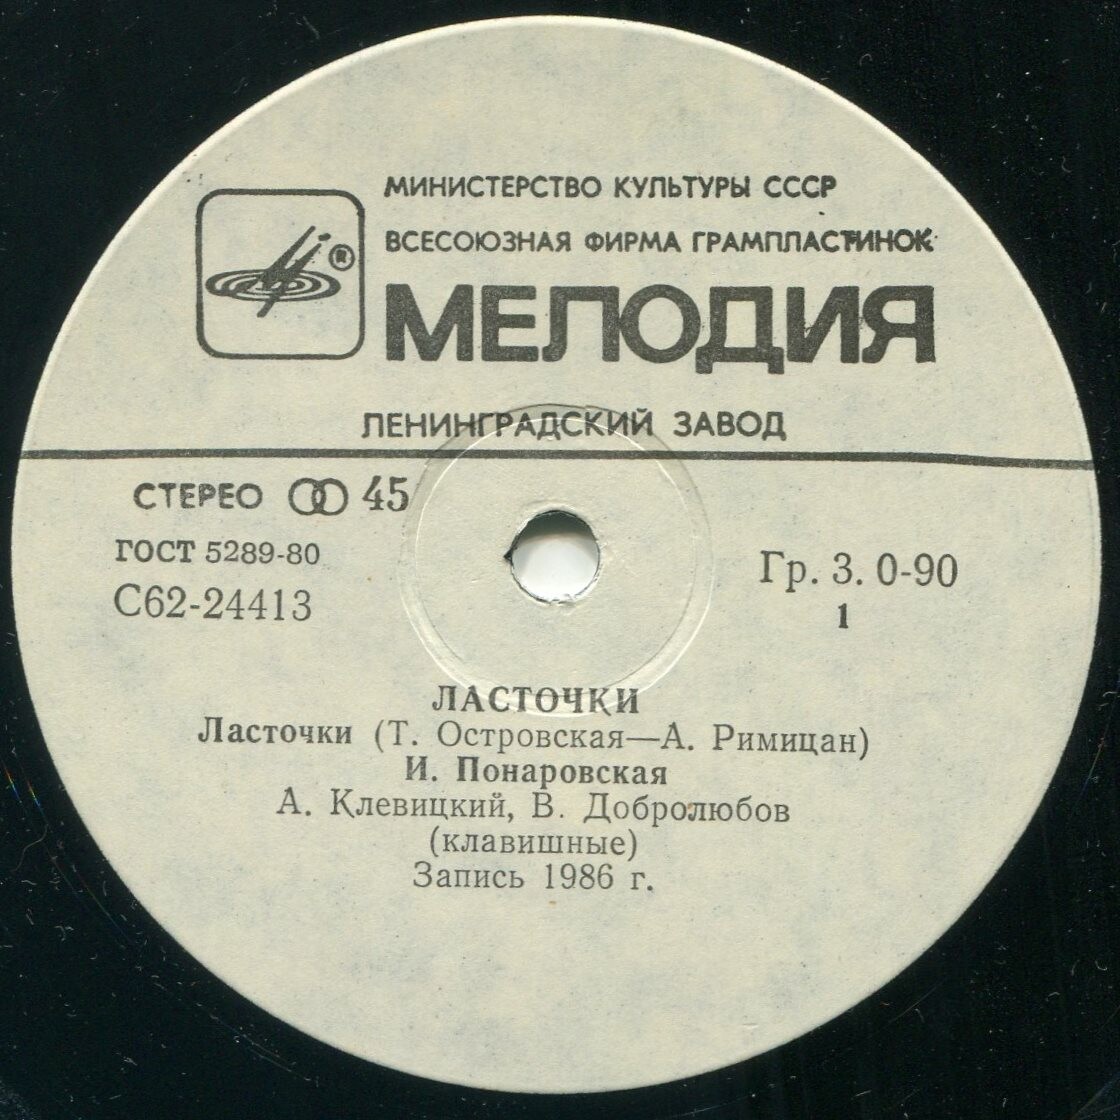 МИНИСТЕРСТВО КУЛЬТУРЫ СССР
ВСЕСОЮЗНАЯ ФИРМА ГРАМПЛАСТИНОК
®
МЕЛОДИЯ
ЛЕНИНГРАДСКИЙ ЗАВОД
СТЕРЕО 45
ГОСТ 5289-80
С62-24413
Гр. 3. 0-90
1
ЛАСТОЧКИ
Ласточки (Т. Островская—А. Римицан)
И. Понаровская
А. Клевицкий, В. Добролюбов
(клавишные)
Запись 1986 г.